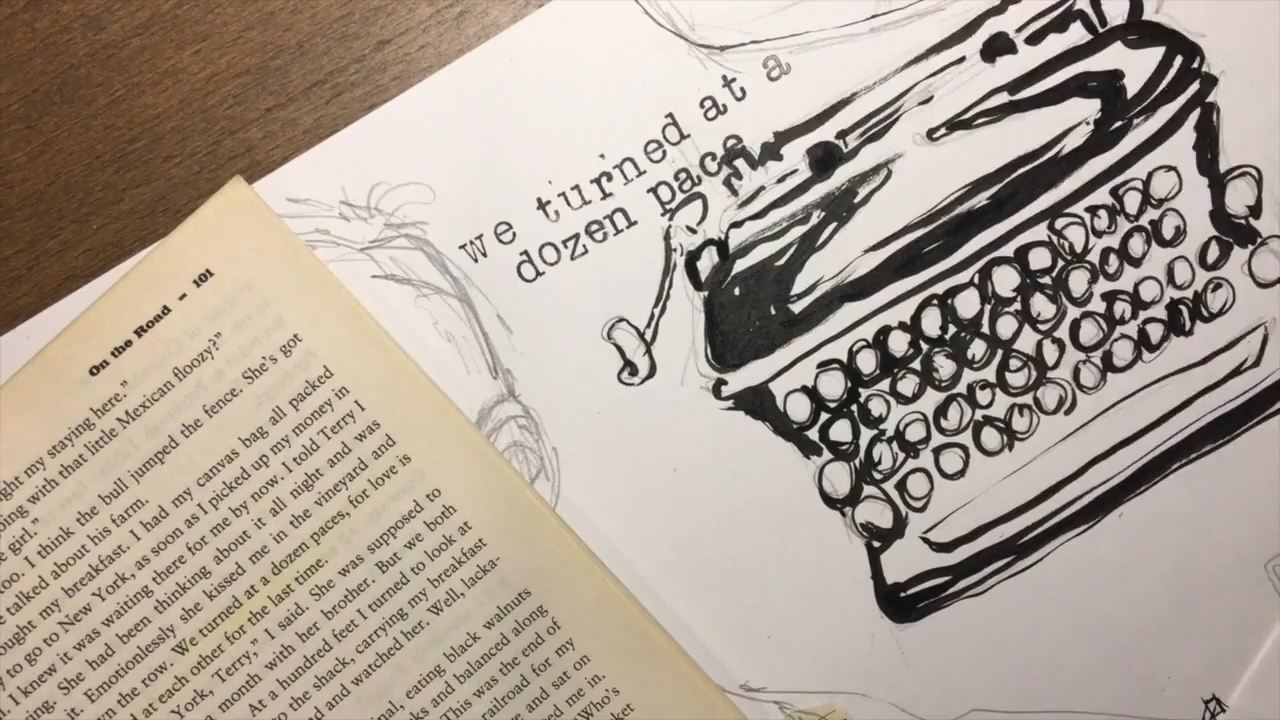 we turned at a
dozen pace
On the Road – 101
my staying here.”
with that little Mexican floozy?”
girl.”
I think the bull jumped the fence. She’s got
talked about his farm.
my breakfast. I had my canvas bag all packed
to go to New York, as soon as I picked up my money in
I knew it was waiting there for me by now. I told Terry I
She had been thinking about it all night and was
it. Emotionlessly she kissed me in the vineyard and
the row. We turned at a dozen paces, for love is
at each other for the last time.
York, Terry,” I said. She was supposed to
a month with her brother. But we both
At a hundred feet I turned to look at
to the shack, carrying my breakfast
and watched her. Well, lacka-
eating black walnuts
and balanced along
This was the end of
railroad for my
and sat on
me in.
“Who’s